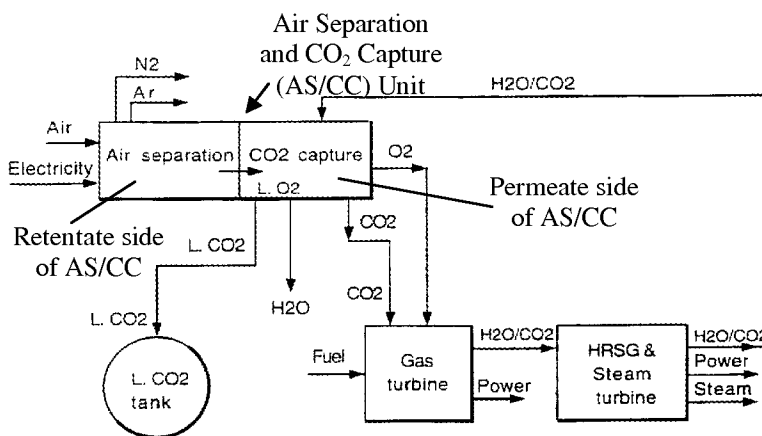 Air Separation
and CO₂ Capture
(AS/CC) Unit
N2
Ar
H2O/CO2
Air
Electricity
Air separation
CO2 capture
L. O2
O2
Retentate side
of AS/CC
Permeate side
of AS/CC
L. CO2
CO2
H2O
L. CO2
CO2
L. CO2
tank
Fuel
Gas
turbine
H2O/CO2
Power
HRSG &
Steam
turbine
H2O/CO2
Power
Steam